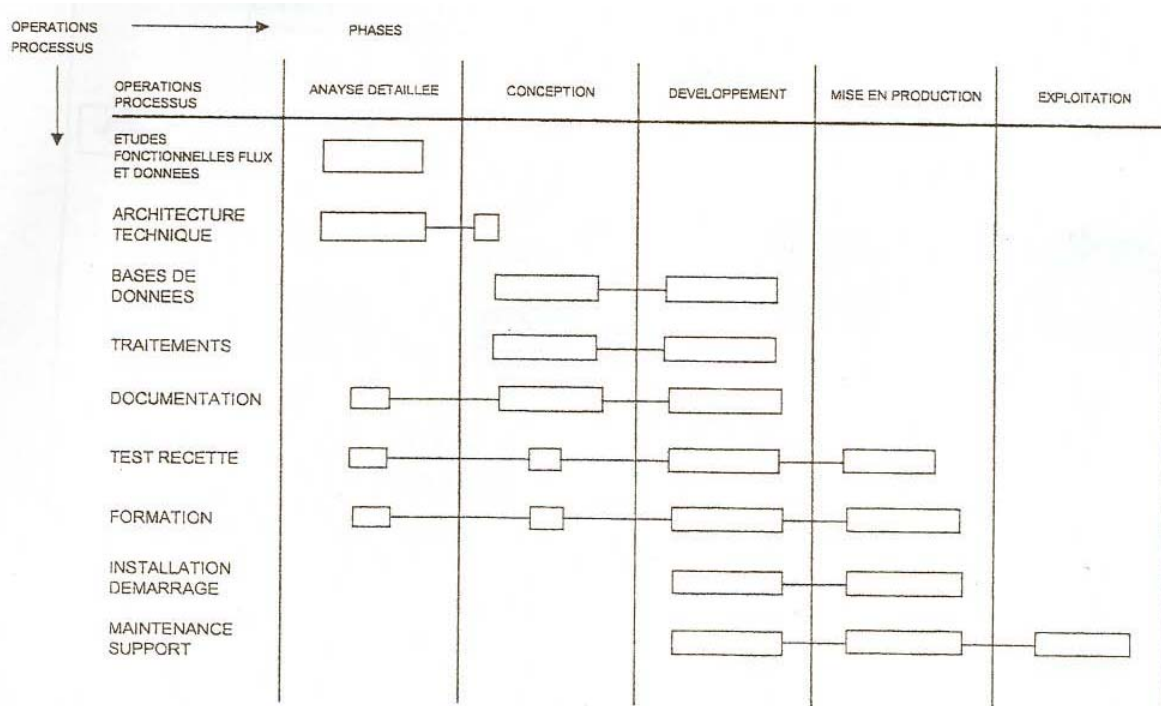 OPERATIONS
PROCESSUS
PHASES
OPERATIONS
PROCESSUS
ANAYSE DETAILLEE
CONCEPTION
DEVELOPPEMENT
MISE EN PRODUCTION
EXPLOITATION
ETUDES
FONCTIONNELLES FLUX
ET DONNEES
ARCHITECTURE
TECHNIQUE
BASES DE
DONNEES
TRAITEMENTS
DOCUMENTATION
TEST RECETTE
FORMATION
INSTALLATION
DEMARRAGE
MAINTENANCE
SUPPORT